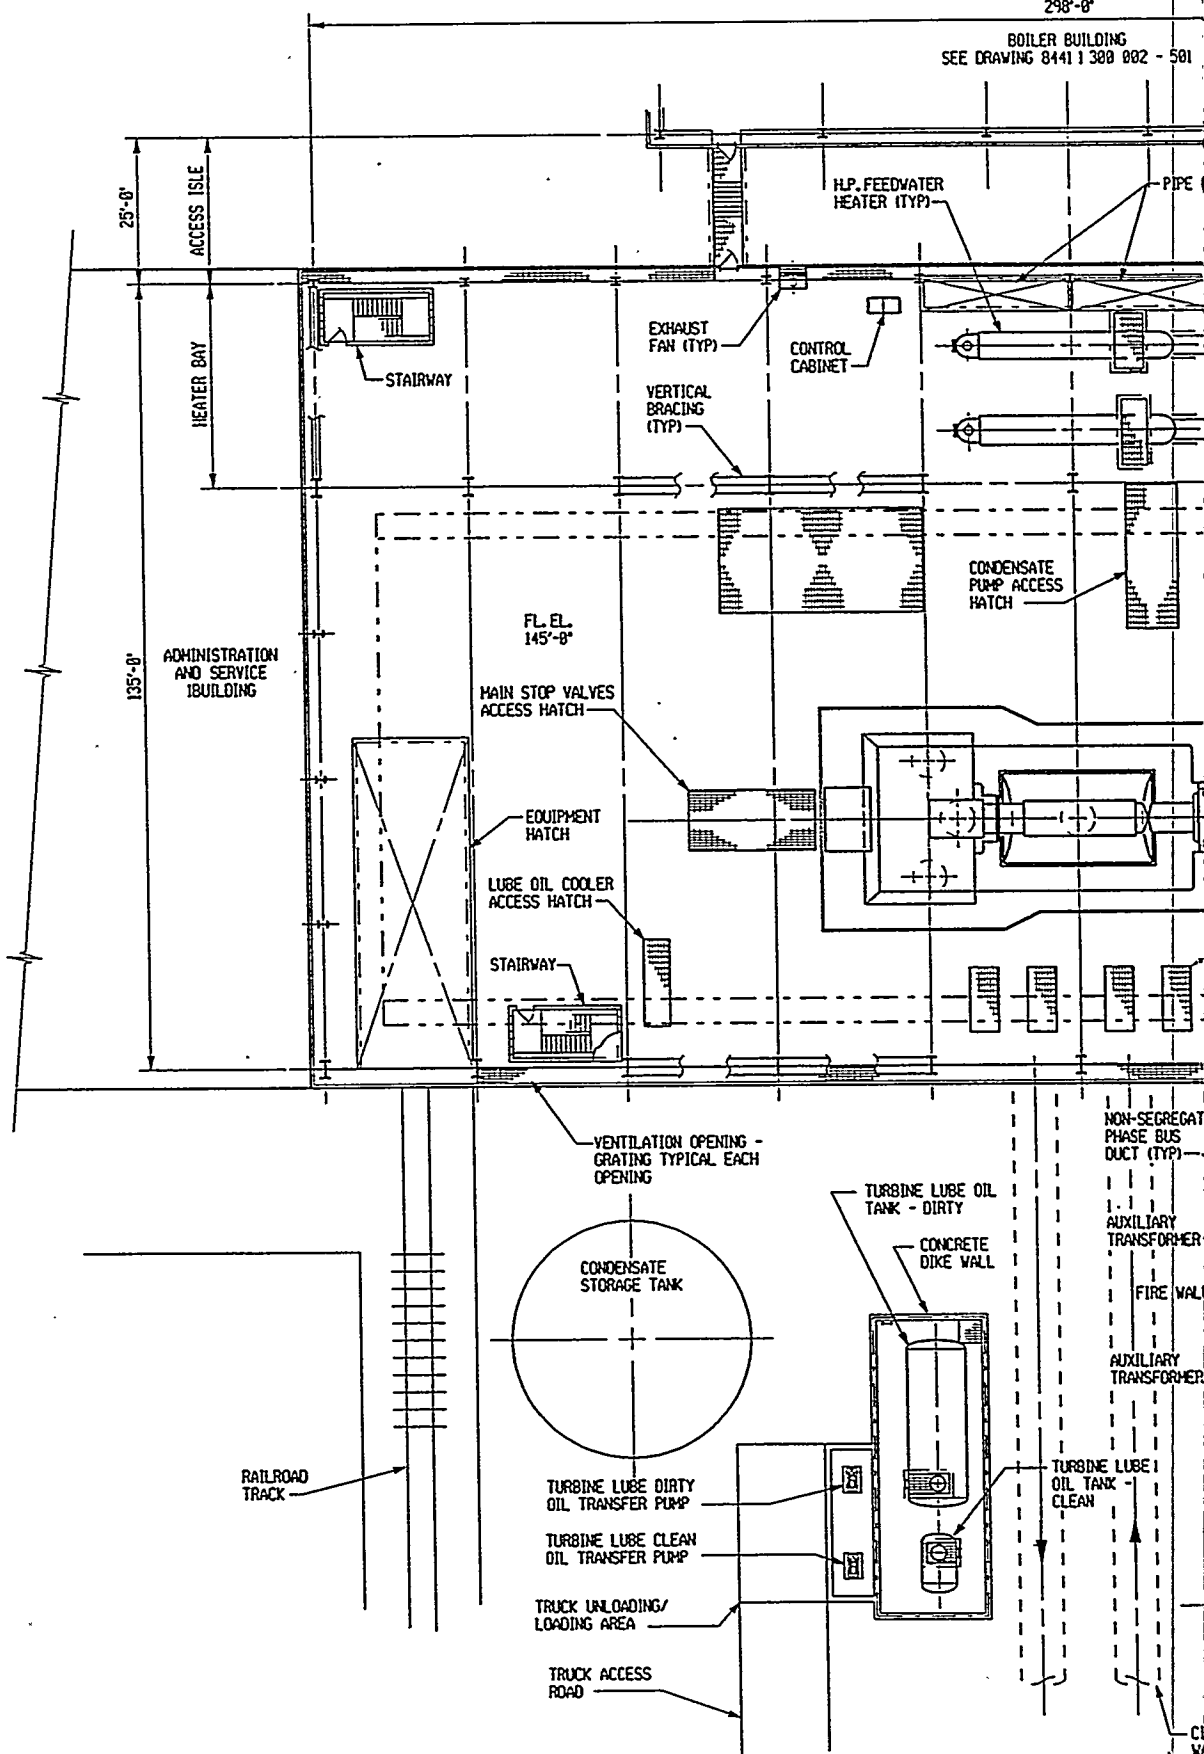 298'-0"
BOILER BUILDING
SEE DRAWING 84411300 002 - 501
25'-0"
ACCESS ISLE
H.P. FEEDWATER
HEATER (TYP)
PIPE
EXHAUST
FAN (TYP)
CONTROL
CABINET
STAIRWAY
HEATER BAY
VERTICAL
BRACING
(TYP)
CONDENSATE
PUMP ACCESS
HATCH
FL. EL.
145'-0"
135'-0"
ADMINISTRATION
AND SERVICE
1BUILDING
MAIN STOP VALVES
ACCESS HATCH
EQUIPMENT
HATCH
LUBE OIL COOLER
ACCESS HATCH
STAIRWAY
VENTILATION OPENING -
GRATING TYPICAL EACH
OPENING
NON-SEGREGAT
PHASE BUS
DUCT (TYP)
TURBINE LUBE OIL
TANK - DIRTY
AUXILIARY
TRANSFORMER
CONCRETE
DIKE WALL
CONDENSATE
STORAGE TANK
FIRE WALL
AUXILIARY
TRANSFORMER
RAILROAD
TRACK
TURBINE LUBE DIRTY
OIL TRANSFER PUMP
TURBINE LUBE
OIL TANK -
CLEAN
TURBINE LUBE CLEAN
OIL TRANSFER PUMP
TRUCK UNLOADING/
LOADING AREA
TRUCK ACCESS
ROAD